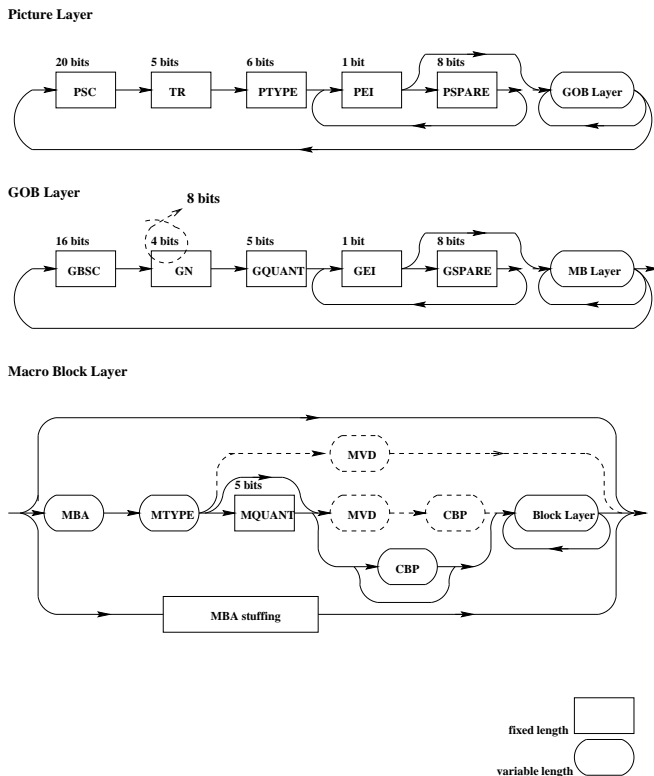 Picture Layer
20 bits 5 bits 6 bits 1 bit 8 bits
PSC TR PTYPE PEI PSPARE GOB Layer
GOB Layer
8 bits
16 bits 4 bits 5 bits 1 bit 8 bits
GBSC GN GQUANT GEI GSPARE MB Layer
Macro Block Layer
MVD
5 bits
MBA MTYPE MQUANT MVD CBP Block Layer
CBP
MBA stuffing
fixed length
variable length